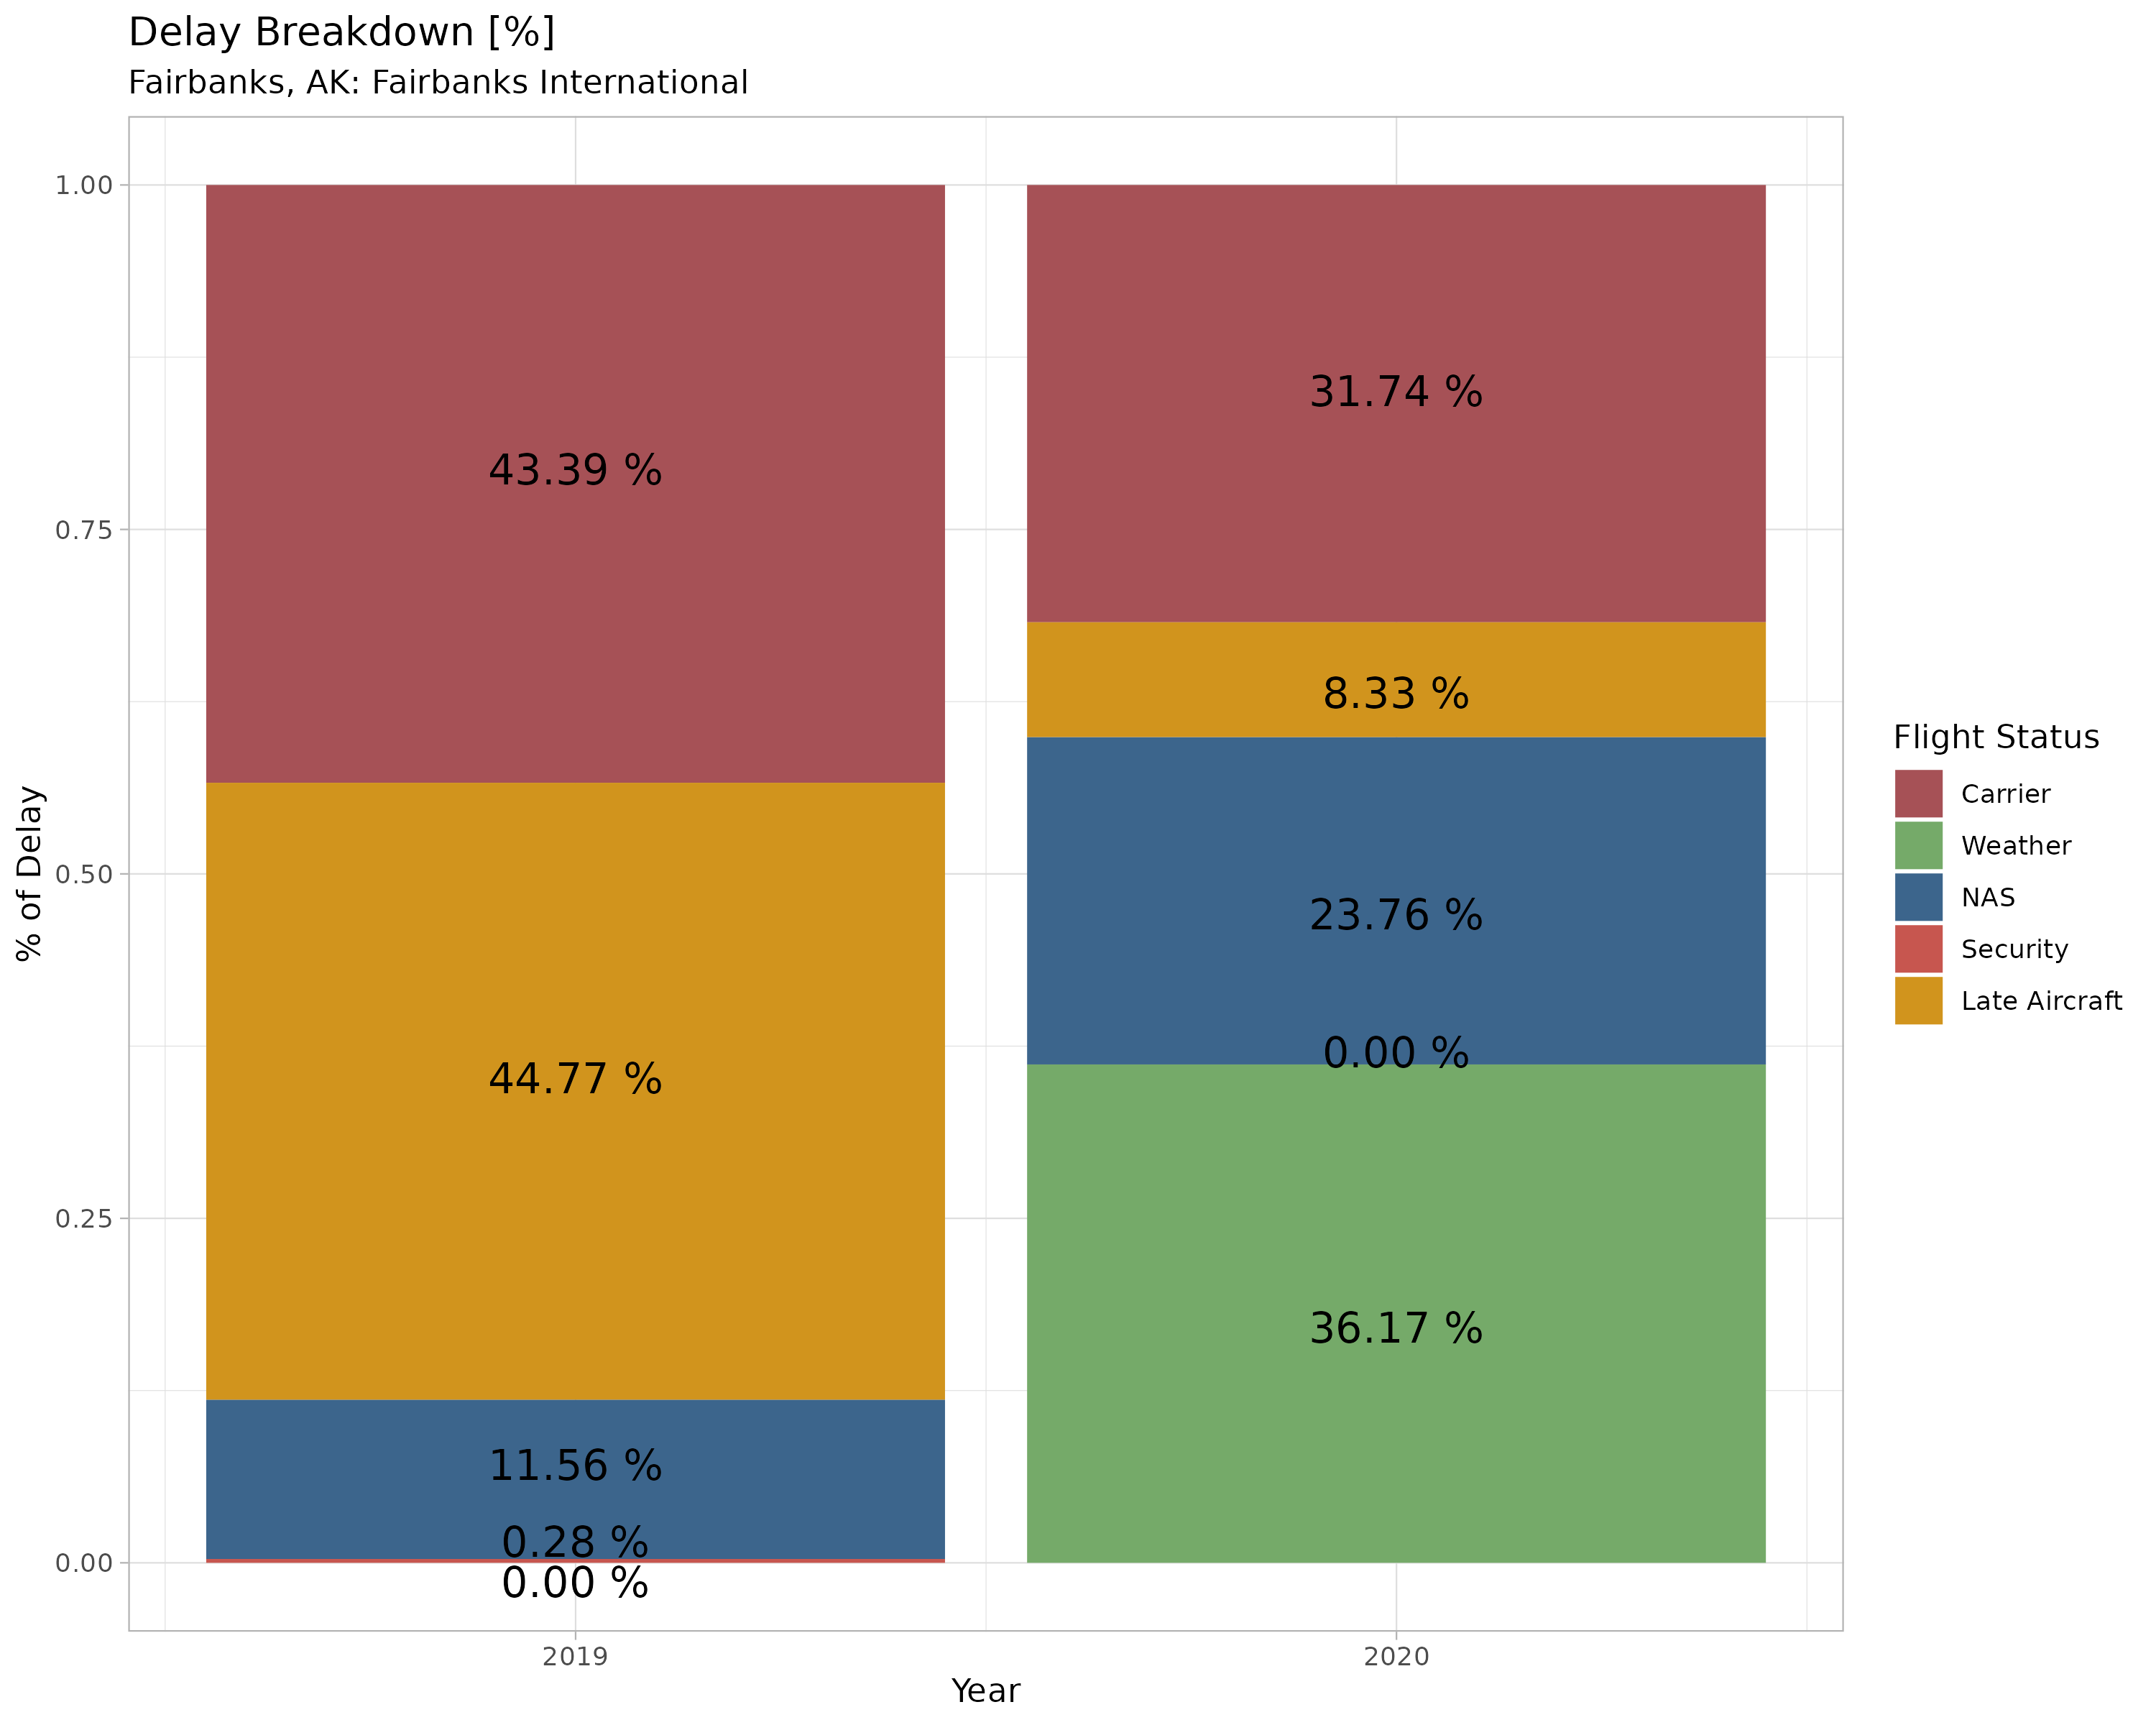 Delay Breakdown [%]
Fairbanks, AK: Fairbanks International
% of Delay
1.00
0.75
0.50
0.25
0.00
43.39 %
44.77 %
11.56 %
0.28 %
0.00 %
31.74 %
8.33 %
23.76 %
0.00 %
36.17 %
2019
2020
Year
Flight Status
Carrier
Weather
NAS
Security
Late Aircraft